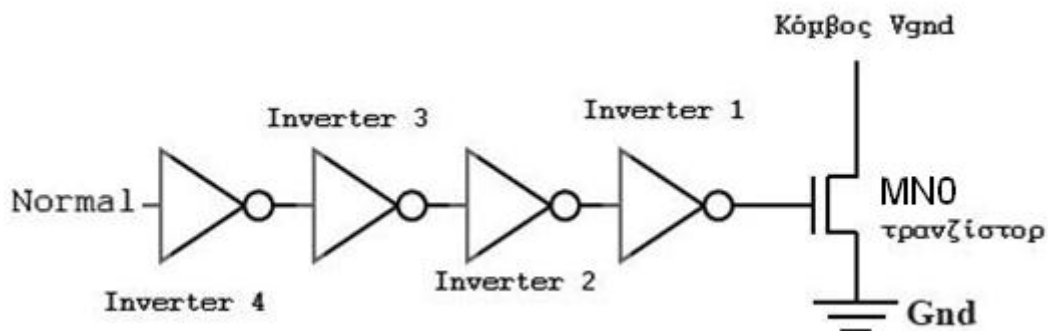 Κόμβος Vgnd
Inverter 3
Inverter 1
Normal
MN0
τρανζίστορ
Inverter 4
Inverter 2
Gnd